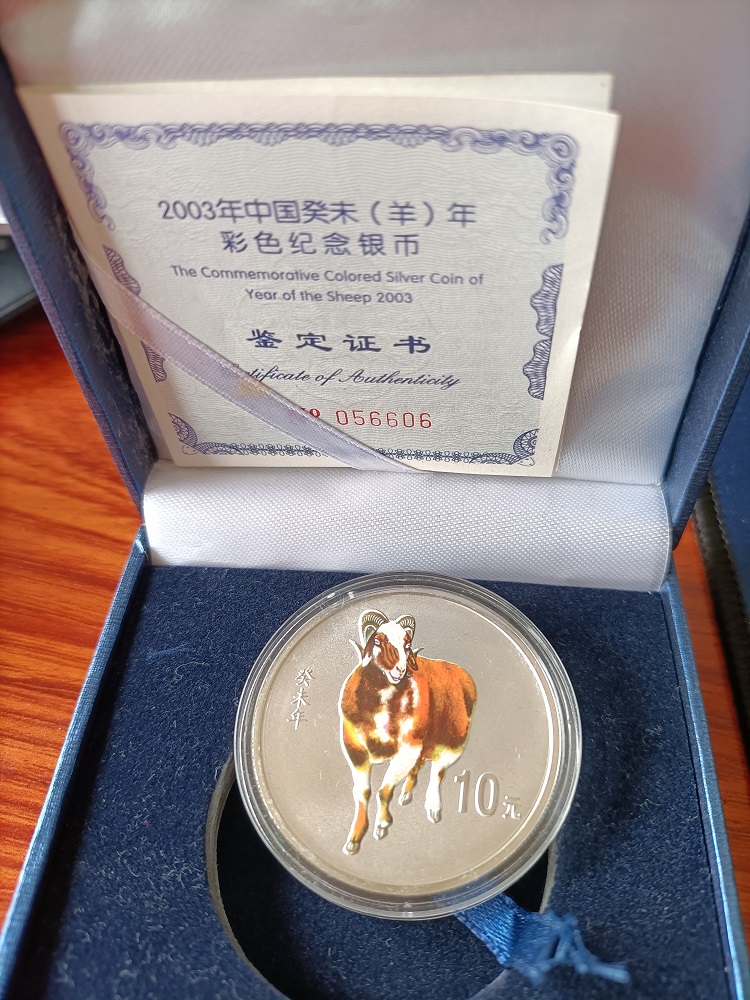 2003年中国癸未（羊）年
彩色纪念银币
The Commemorative Colored Silver Coin of
Year of the Sheep 2003
鉴定证书
of Authenticity
056606
癸未年
10元